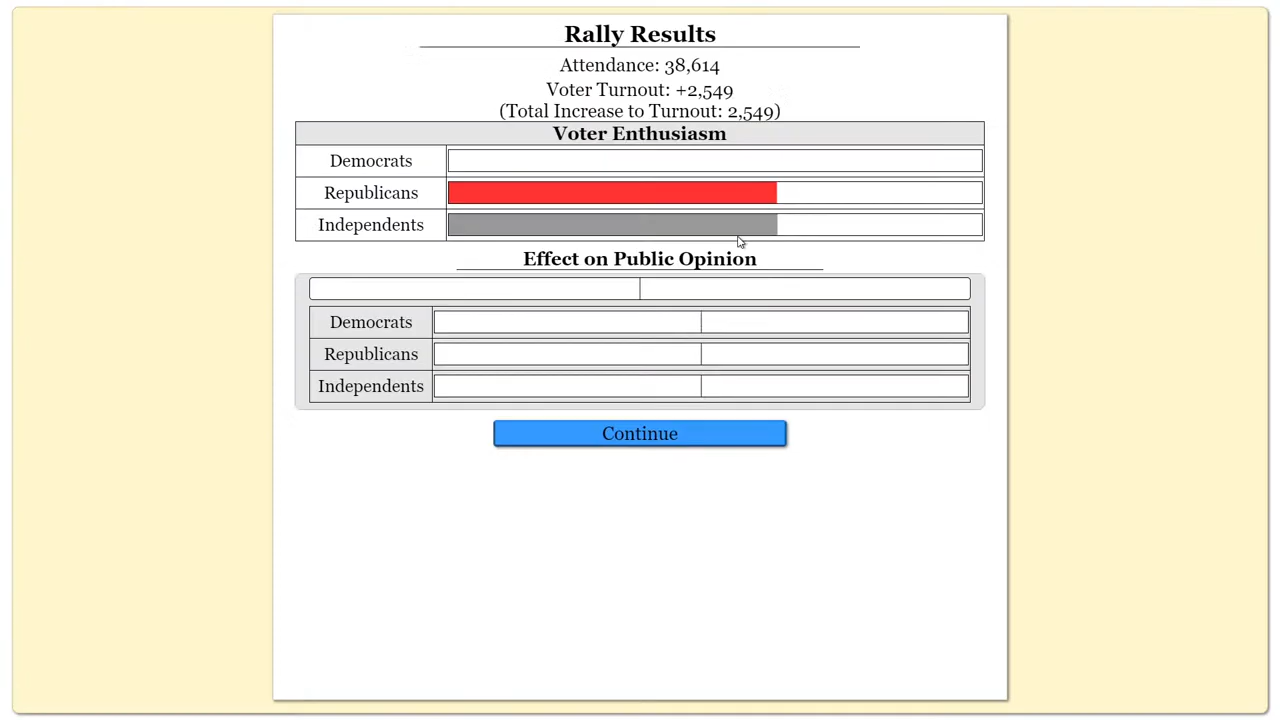 Rally Results
Attendance: 38,614
Voter Turnout: +2,549
(Total Increase to Turnout: 2,549)
Voter Enthusiasm
Democrats
Republicans
Independents
Effect on Public Opinion
Democrats
Republicans
Independents
Continue